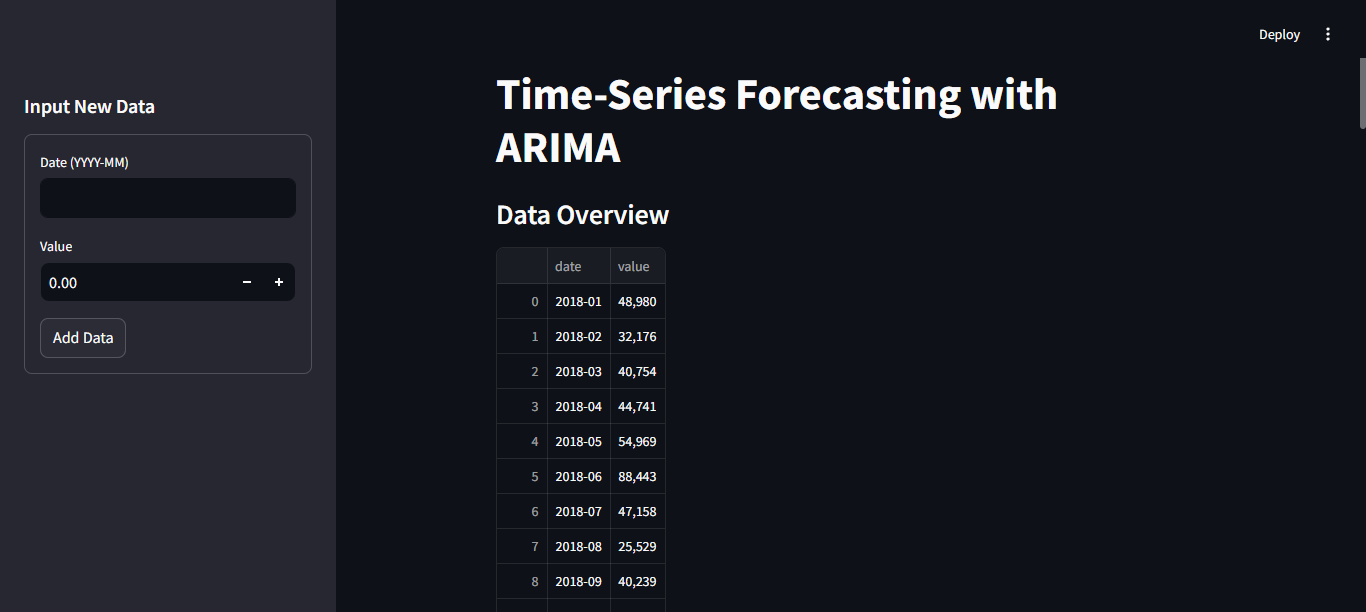 Deploy
Input New Data
Date (YYYY-MM)
Value
0.00
Add Data
Time-Series Forecasting with
ARIMA
Data Overview
date value
0 2018-01 48,980
1 2018-02 32,176
2 2018-03 40,754
3 2018-04 44,741
4 2018-05 54,969
5 2018-06 88,443
6 2018-07 47,158
7 2018-08 25,529
8 2018-09 40,239